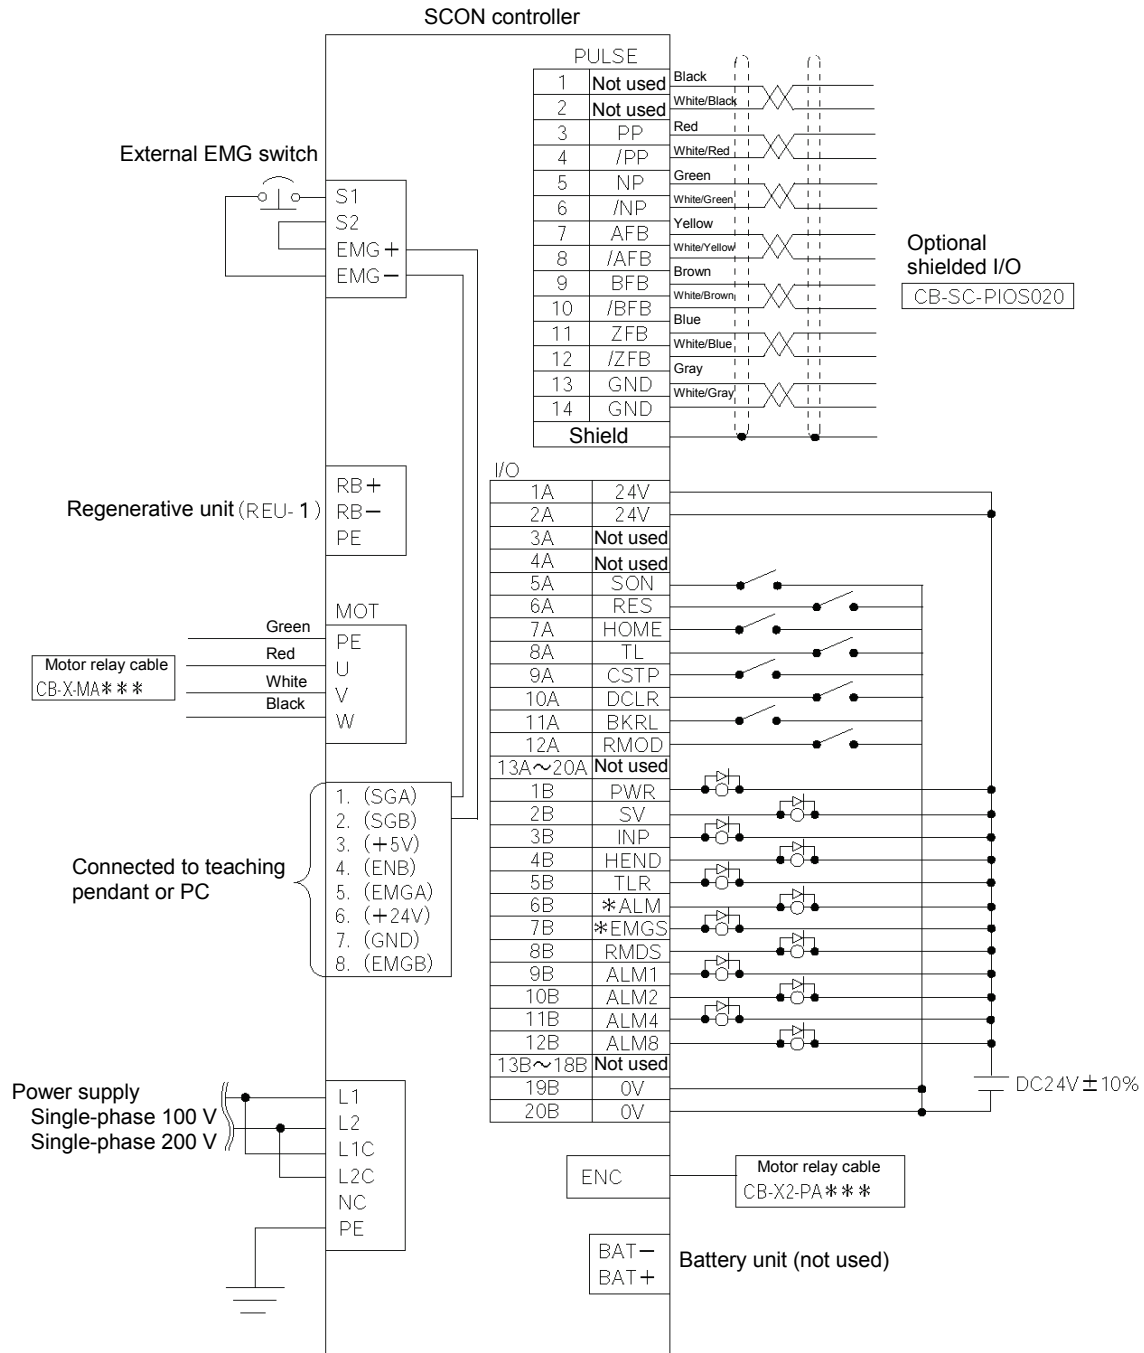 SCON controller
PULSE
1 Not used Black
2 Not used White/Black
3 PP Red
4 /PP White/Red
5 NP Green
6 /NP White/Green
7 AFB Yellow
8 /AFB White/Yellow
9 BFB Brown
10 /BFB White/Brown
11 ZFB Blue
12 /ZFB White/Blue
13 GND Gray
14 GND White/Gray
Shield
Optional
shielded I/O
CB-SC-PIOS020
External EMG switch
S1
S2
EMG+
EMG−
Regenerative unit (REU-1)
RB+
RB−
PE
MOT
Green PE
Red U
White V
Black W
Motor relay cable
CB-X-MA***
Connected to teaching
pendant or PC
1. (SGA)
2. (SGB)
3. (+5V)
4. (ENB)
5. (EMGA)
6. (+24V)
7. (GND)
8. (EMGB)
Power supply
Single-phase 100 V
Single-phase 200 V
L1
L2
L1C
L2C
NC
PE
I/O
1A 24V
2A 24V
3A Not used
4A Not used
5A SON
6A RES
7A HOME
8A TL
9A CSTP
10A DCLR
11A BKRL
12A RMOD
13A~20A Not used
1B PWR
2B SV
3B INP
4B HEND
5B TLR
6B *ALM
7B *EMGS
8B RMDS
9B ALM1
10B ALM2
11B ALM4
12B ALM8
13B~18B Not used
19B 0V
20B 0V
DC24V±10%
ENC
Motor relay cable
CB-X2-PA***
BAT−
BAT+
Battery unit (not used)